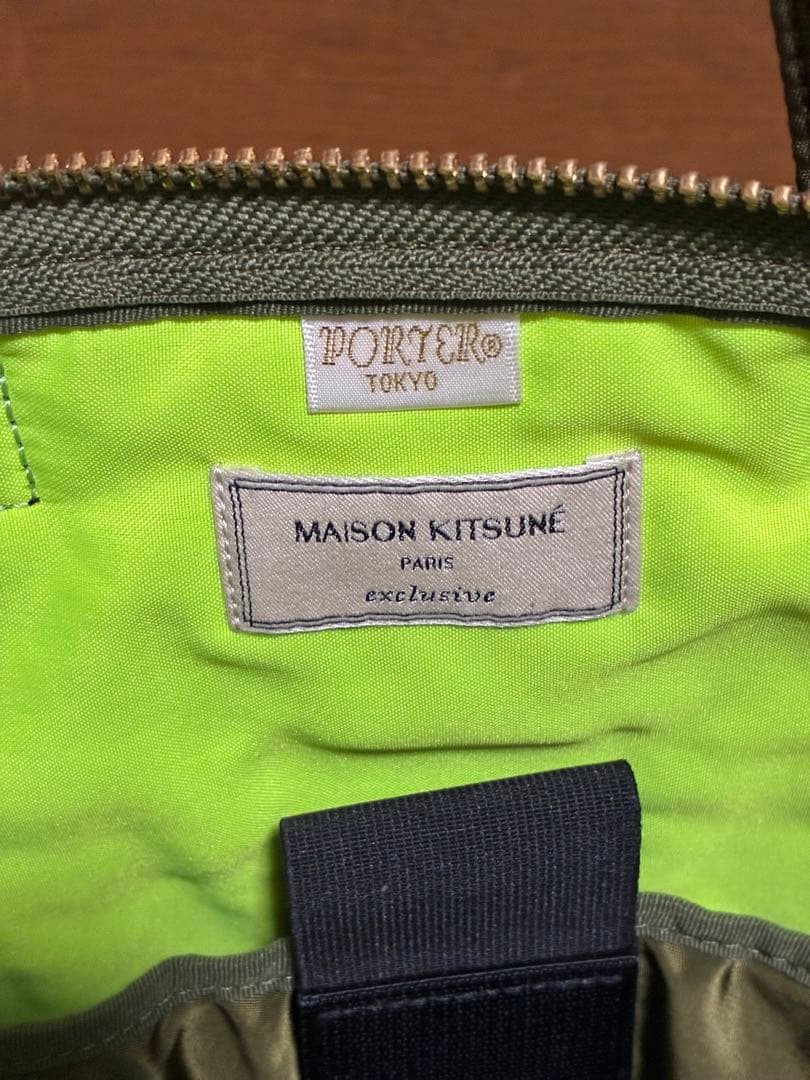 PORTER®
TOKYO
MAISON KITSUNÉ
PARIS
exclusive